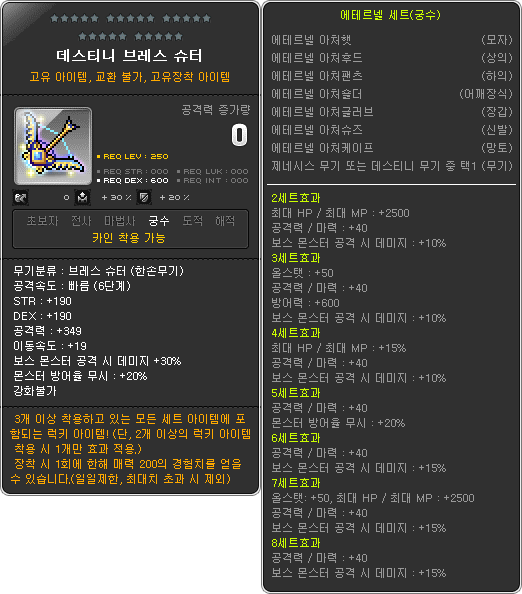 데스티니 브레스 슈터
고유 아이템, 교환 불가, 고유장착 아이템
공격력 증가량
0
REQ LEV : 250
REQ STR : 000
REQ LUK : 000
REQ DEX : 600
REQ INT : 000
0
+ 30 %
+ 20 %
초보자 전사 마법사 궁수 도적 해적
카인 착용 가능
무기분류 : 브레스 슈터 (한손무기)
공격속도 : 빠름 (6단계)
STR : +190
DEX : +190
공격력 : +349
이동속도 : +19
보스 몬스터 공격 시 데미지 +30%
몬스터 방어율 무시 : +20%
강화불가
3개 이상 착용하고 있는 모든 세트 아이템에 포
함되는 럭키 아이템! (단, 2개 이상의 럭키 아이템
착용 시 1개만 효과 적용.)
장착 시 1회에 한해 매력 200의 경험치를 얻을
수 있습니다.(일일제한, 최대치 초과 시 제외)
에테르넬 세트(궁수)
에테르넬 아처햇 (모자)
에테르넬 아처후드 (상의)
에테르넬 아처팬츠 (하의)
에테르넬 아처숄더 (어깨장식)
에테르넬 아처글러브 (장갑)
에테르넬 아처슈즈 (신발)
에테르넬 아처케이프 (망토)
제네시스 무기 또는 데스티니 무기 중 택1 (무기)
2세트효과
최대 HP / 최대 MP : +2500
공격력 / 마력 : +40
보스 몬스터 공격 시 데미지 : +10%
3세트효과
올스탯 : +50
공격력 / 마력 : +40
방어력 : +600
보스 몬스터 공격 시 데미지 : +10%
4세트효과
최대 HP / 최대 MP : +15%
공격력 / 마력 : +40
보스 몬스터 공격 시 데미지 : +10%
5세트효과
공격력 / 마력 : +40
몬스터 방어율 무시 : +20%
6세트효과
공격력 / 마력 : +40
보스 몬스터 공격 시 데미지 : +15%
7세트효과
올스탯: +50, 최대 HP / 최대 MP : +2500
공격력 / 마력 : +40
보스 몬스터 공격 시 데미지 : +15%
8세트효과
공격력 / 마력 : +40
보스 몬스터 공격 시 데미지 : +15%